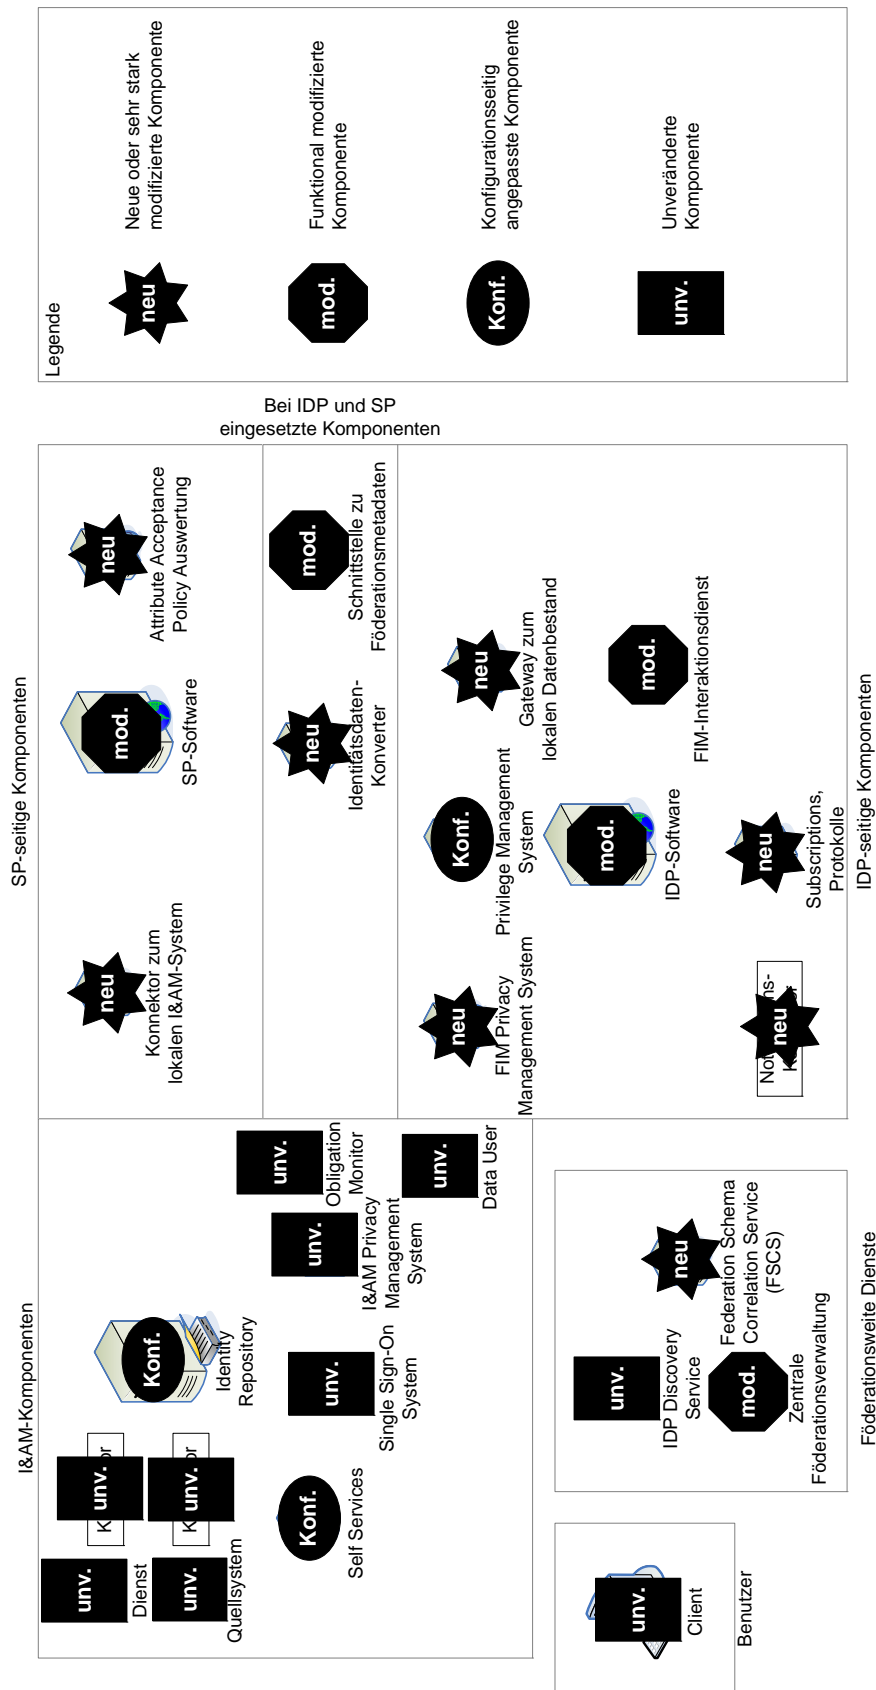 Legende
neu
Neue oder sehr stark
modifizierte Komponente
mod.
Funktional modifizierte
Komponente
Konf.
Konfigurationsseitig
angepasste Komponente
unv.
Unveränderte
Komponente
Bei IDP und SP
eingesetzte Komponenten
SP-seitige Komponenten
neu
Konnektor zum
lokalen I&AM-System
mod.
SP-Software
neu
Attribute Acceptance
Policy Auswertung
neu
Identitätsdaten-
Konverter
mod.
Schnittstelle zu
Föderationsmetadaten
neu
FIM Privacy
Management System
Konf.
Privilege Management
System
neu
Gateway zum
lokalen Datenbestand
mod.
IDP-Software
mod.
FIM-Interaktionsdienst
neu
neu
Subscriptions,
Protokolle
IDP-seitige Komponenten
I&AM-Komponenten
unv.
Dienst
unv.
unv.
Quellsystem
unv.
Konf.
Identity
Repository
Konf.
Self Services
unv.
Single Sign-On
System
unv.
I&AM Privacy
Management
System
unv.
Obligation
Monitor
unv.
Data User
unv.
IDP Discovery
Service
neu
Federation Schema
Correlation Service
(FSCS)
mod.
Zentrale
Föderationsverwaltung
Föderationsweite Dienste
unv.
Client
Benutzer